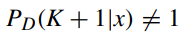 P_D(K + 1|x) ≠ 1